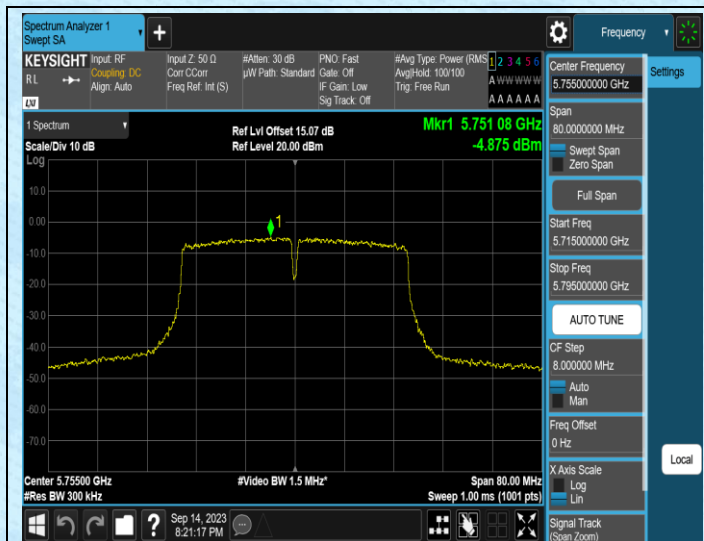 Spectrum Analyzer 1
Swept SA
+
Frequency
KEYSIGHT
RL
LXI
Input: RF
Coupling: DC
Align: Auto
Input Z: 50 Ω
Corr CCorr
Freq Ref: Int (S)
#Atten: 30 dB
µW Path: Standard
PNO: Fast
Gate: Off
IF Gain: Low
Sig Track: Off
#Avg Type: Power (RMS
Avg|Hold: 100/100
Trig: Free Run
1 2 3 4 5 6
A W W W W W
A A A A A A
1 Spectrum
Scale/Div 10 dB
Log
Ref Lvl Offset 15.07 dB
Ref Level 20.00 dBm
Mkr1 5.751 08 GHz
-4.875 dBm
1
10.0
0.00
-10.0
-20.0
-30.0
-40.0
-50.0
-60.0
-70.0
Center 5.75500 GHz
#Res BW 300 kHz
#Video BW 1.5 MHz*
Span 80.00 MHz
Sweep 1.00 ms (1001 pts)
Center Frequency
5.755000000 GHz
Span
80.0000000 MHz
Swept Span
Zero Span
Full Span
Start Freq
5.715000000 GHz
Stop Freq
5.795000000 GHz
AUTO TUNE
CF Step
8.000000 MHz
Auto
Man
Freq Offset
0 Hz
X Axis Scale
Log
Lin
Signal Track
(Span Zoom)
Settings
Local
?
Sep 14, 2023
8:21:17 PM